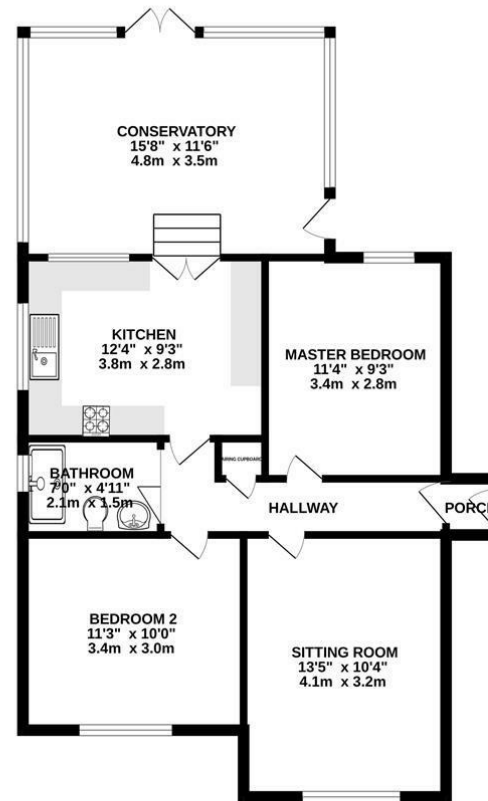 CONSERVATORY
15'8" x 11'6"
4.8m x 3.5m
KITCHEN
12'4" x 9'3"
3.8m x 2.8m
MASTER BEDROOM
11'4" x 9'3"
3.4m x 2.8m
AIRING CUPBOARD
BATHROOM
7'0" x 4'11"
2.1m x 1.5m
HALLWAY
PORC
BEDROOM 2
11'3" x 10'0"
3.4m x 3.0m
SITTING ROOM
13'5" x 10'4"
4.1m x 3.2m